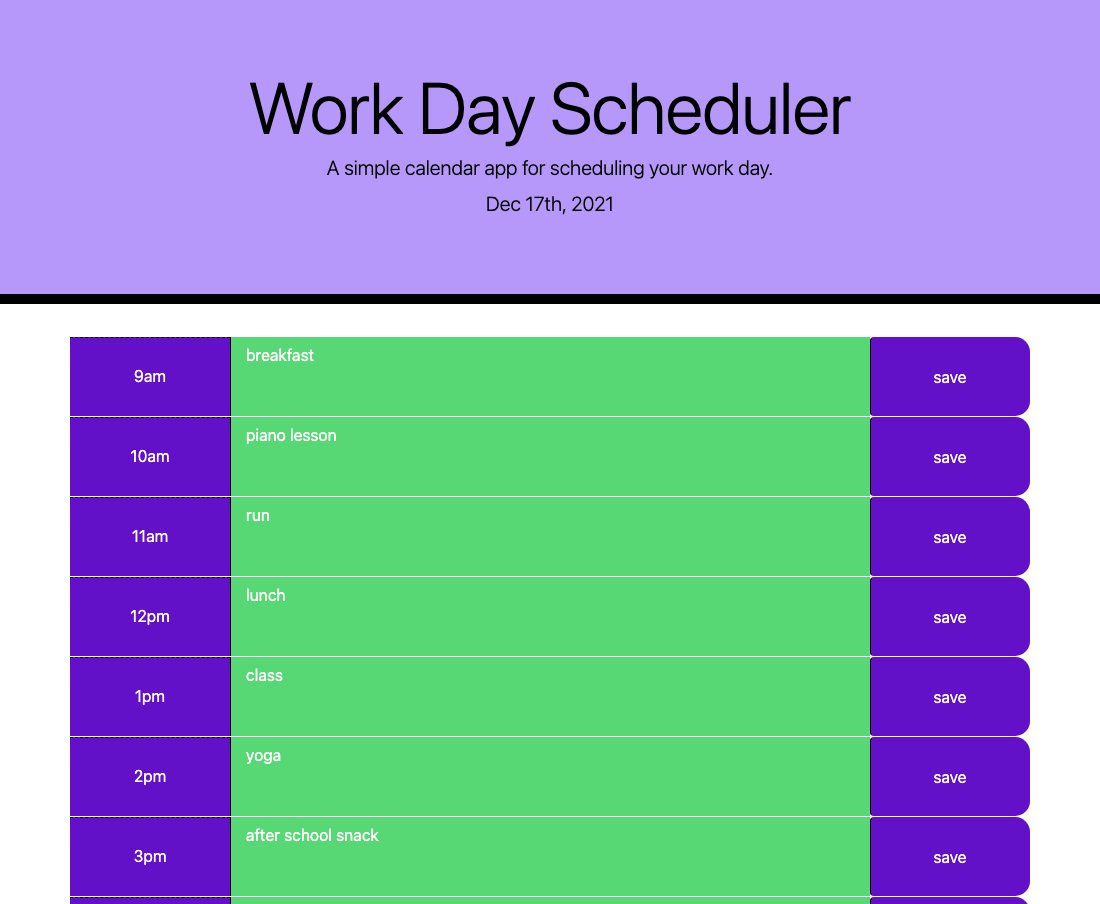 Work Day Scheduler
A simple calendar app for scheduling your work day.
Dec 17th, 2021
9am breakfast save
10am piano lesson save
11am run save
12pm lunch save
1pm class save
2pm yoga save
3pm after school snack save